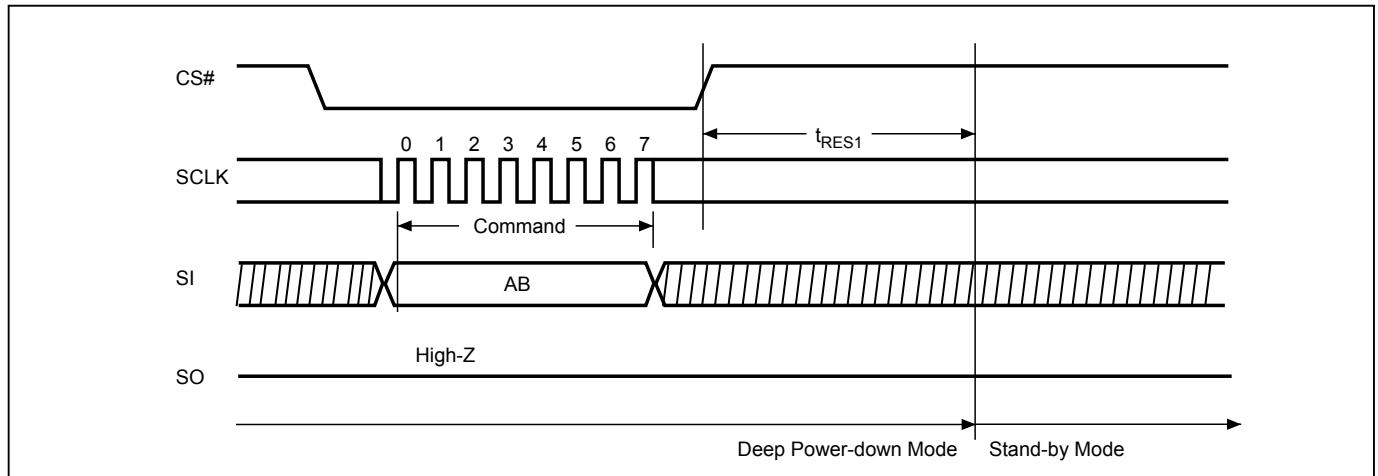 CS#
tRES1
0 1 2 3 4 5 6 7
SCLK
Command
SI
AB
High-Z
SO
Deep Power-down Mode Stand-by Mode